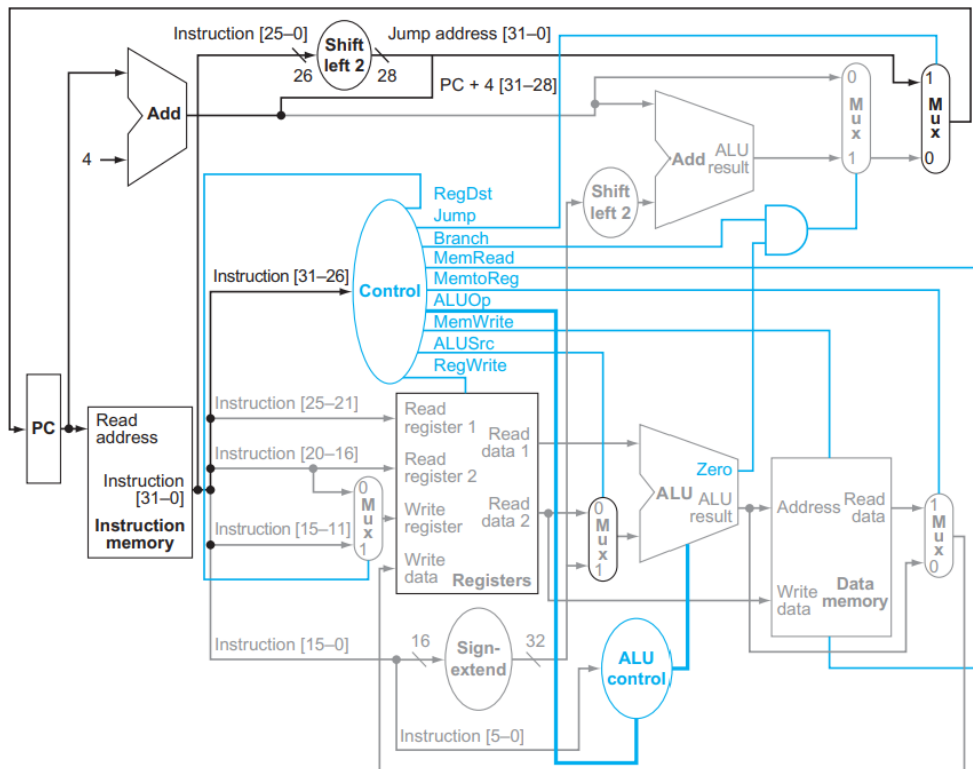 Instruction [25–0]
Shift
left 2
Jump address [31–0]
26
28
PC + 4 [31–28]
Add
4
0
M
u
x
1
1
M
u
x
0
Add
ALU
result
Shift
left 2
RegDst
Jump
Branch
MemRead
MemtoReg
ALUOp
MemWrite
ALUSrc
RegWrite
Instruction [31–26]
Control
PC
Read
address
Instruction
[31–0]
Instruction
memory
Instruction [25–21]
Instruction [20–16]
Instruction [15–11]
0
M
u
x
1
Read
register 1
Read
register 2
Write
register
Write
data
Read
data 1
Read
data 2
Registers
0
M
u
x
1
Zero
ALU
ALU
result
Address
Read
data
Write
data
Data
memory
1
M
u
x
0
Instruction [15–0]
16
Sign-
extend
32
ALU
control
Instruction [5–0]